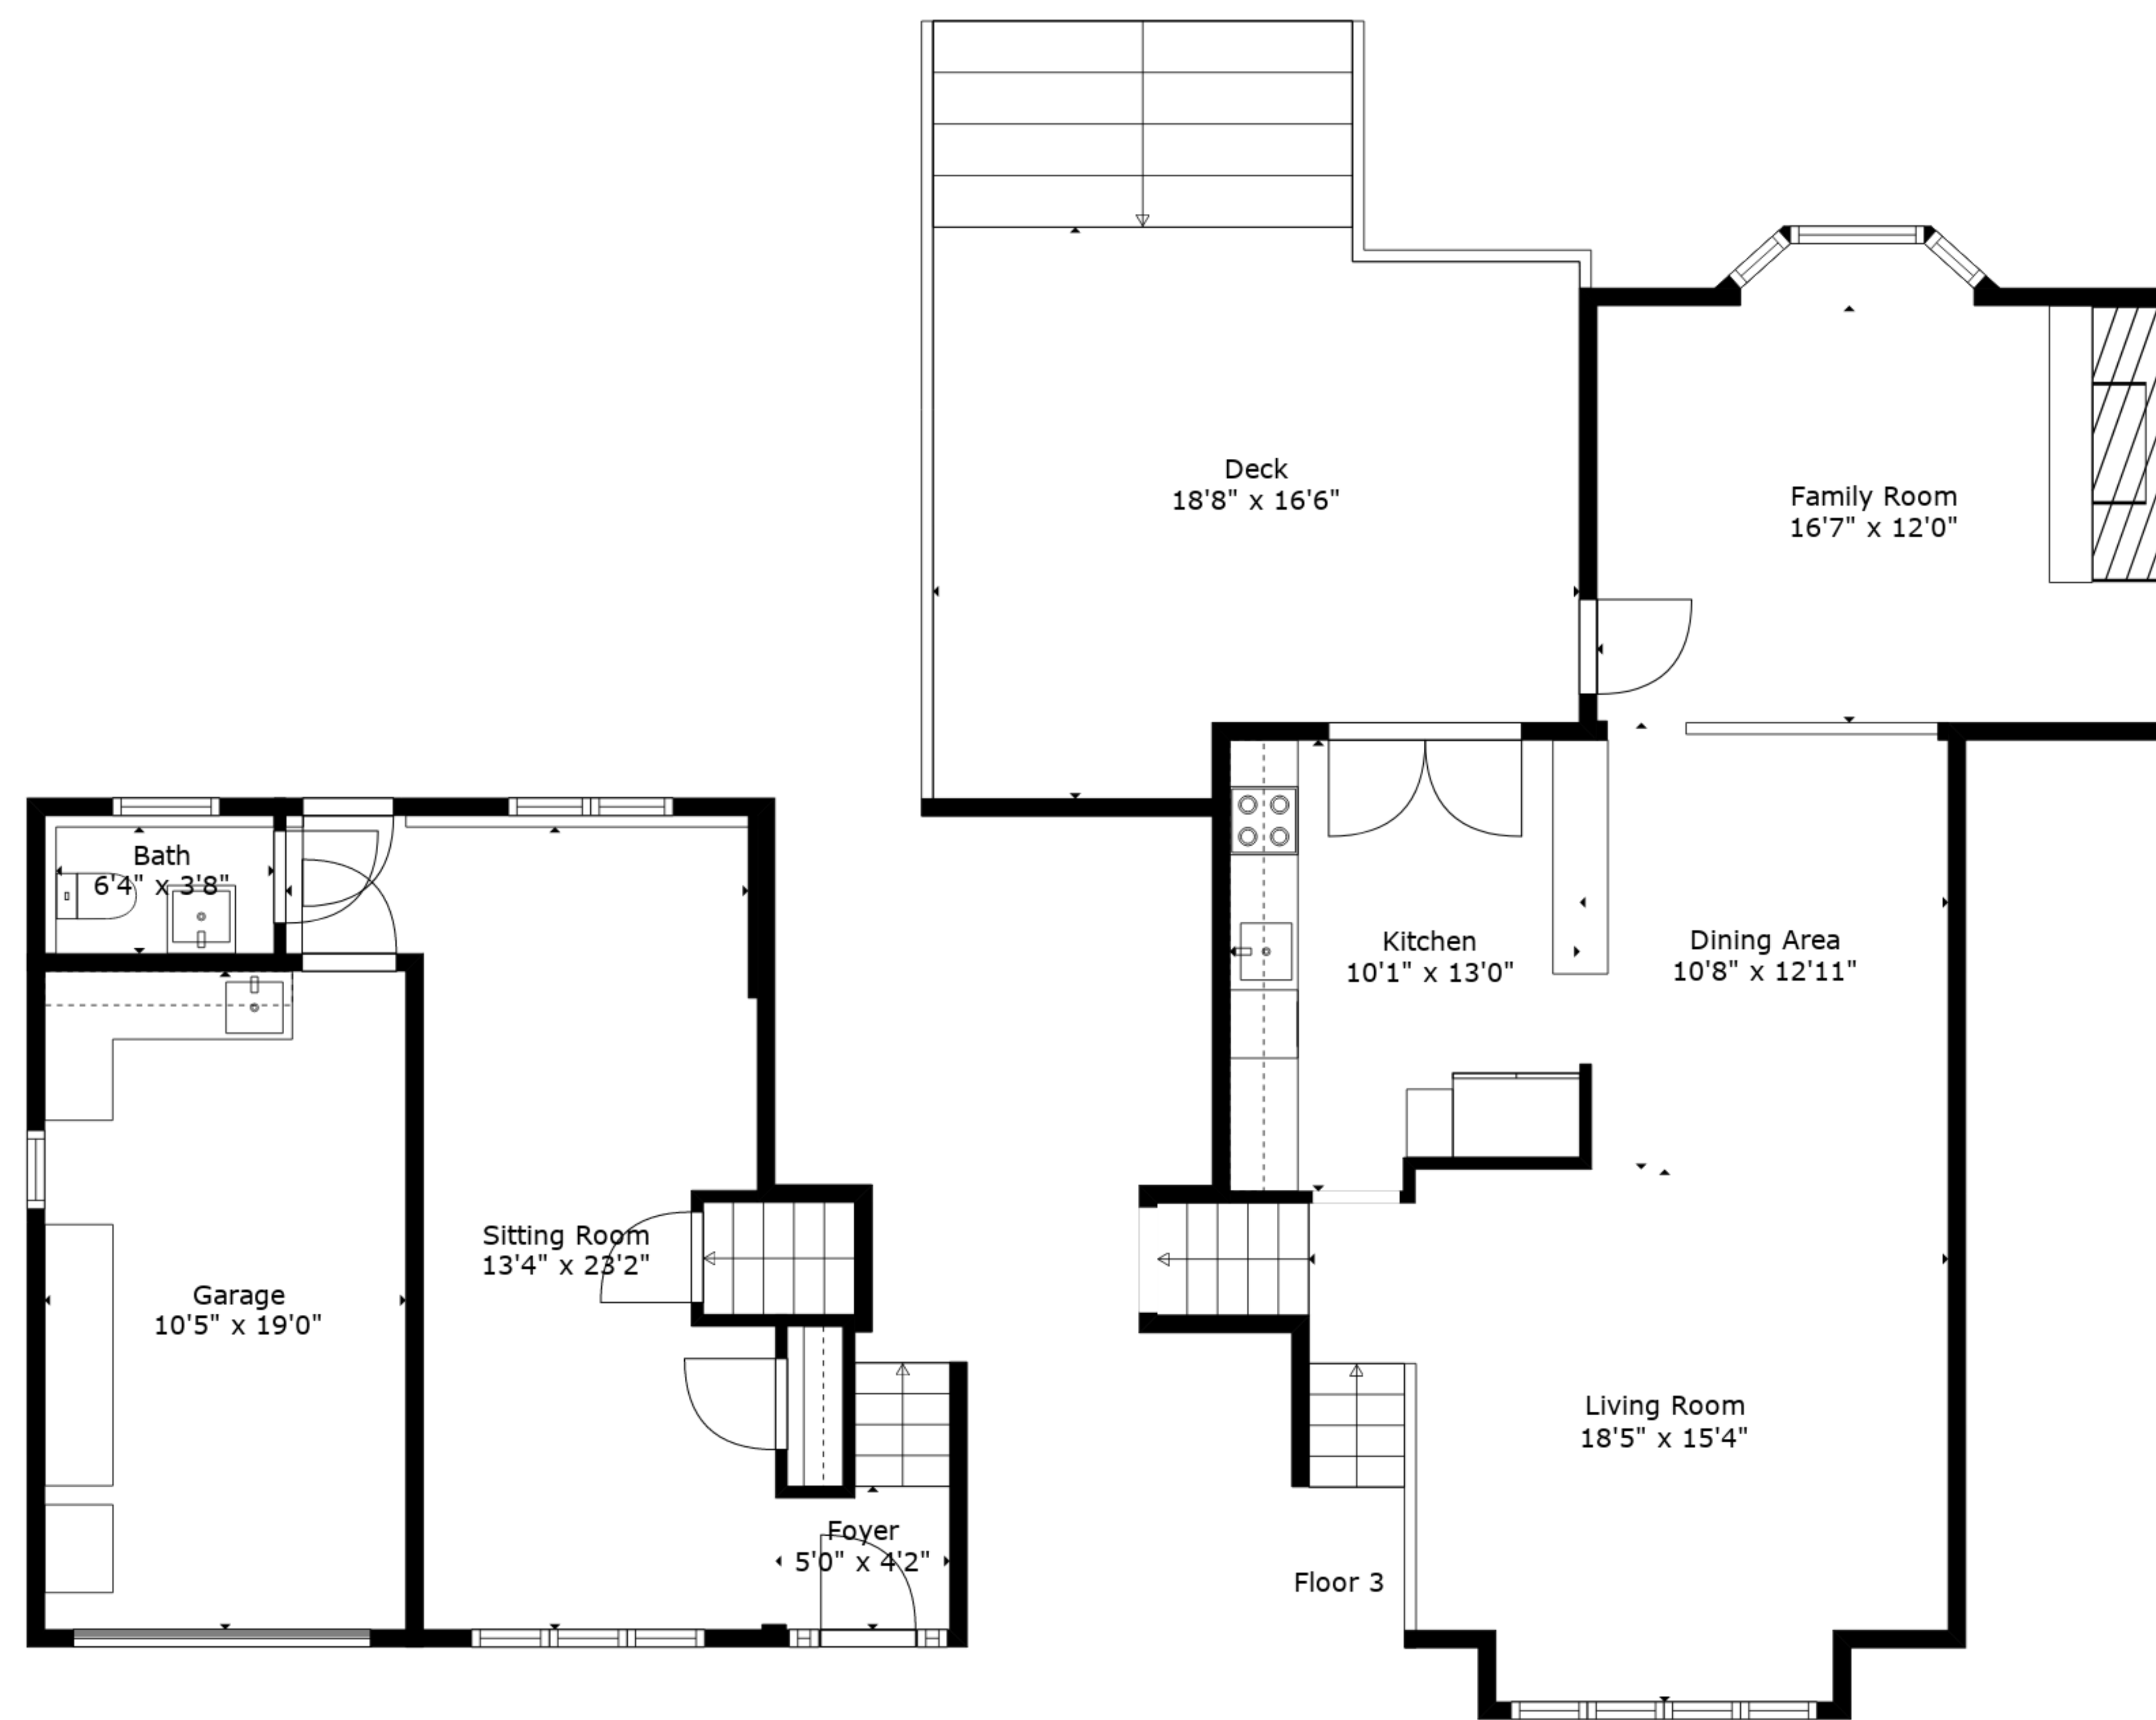 Deck
18'8" x 16'6"
Family Room
16'7" x 12'0"
Bath
6'4" x 3'8"
Kitchen
10'1" x 13'0"
Dining Area
10'8" x 12'11"
Sitting Room
13'4" x 23'2"
Garage
10'5" x 19'0"
Living Room
18'5" x 15'4"
Foyer
5'0" x 4'2"
Floor 3